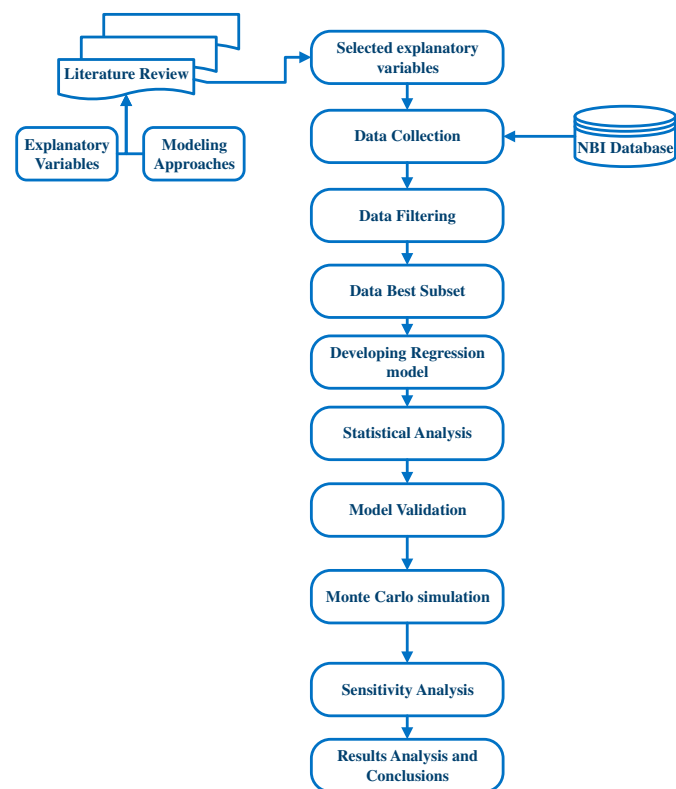 Literature Review
Explanatory
Variables
Modeling
Approaches
Selected explanatory
variables
Data Collection
NBI Database
Data Filtering
Data Best Subset
Developing Regression
model
Statistical Analysis
Model Validation
Monte Carlo simulation
Sensitivity Analysis
Results Analysis and
Conclusions